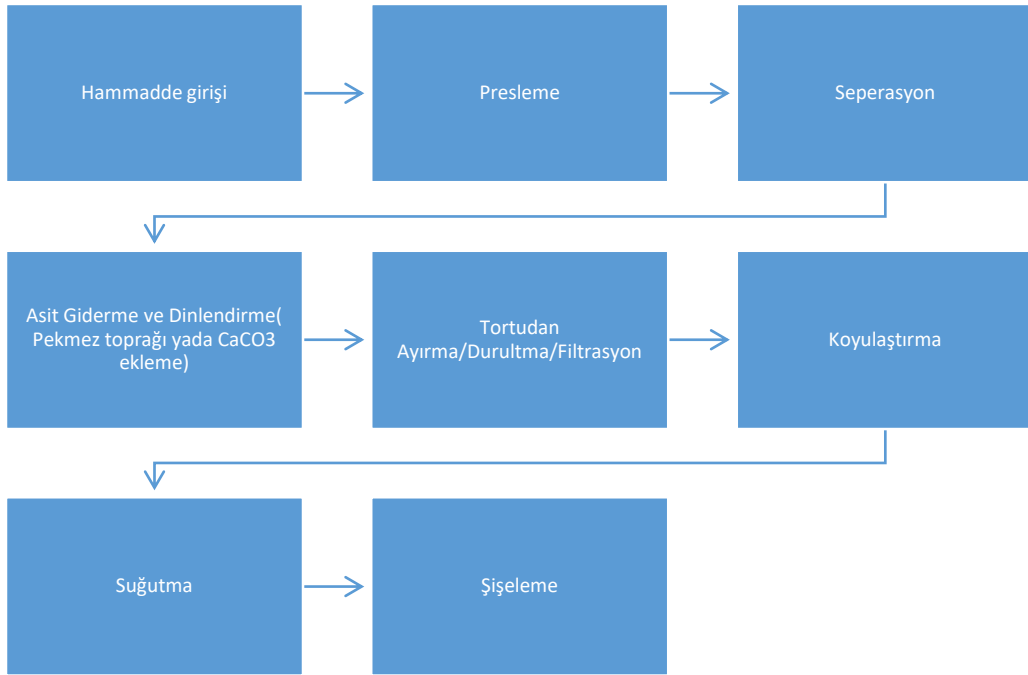 Hammadde girişi
Presleme
Seperasyon
Asit Giderme ve Dinlendirme(
Pekmez toprağı yada CaCO3
ekleme)
Tortudan
Ayırma/Durultma/Filtrasyon
Koyulaştırma
Suğutma
Şişeleme